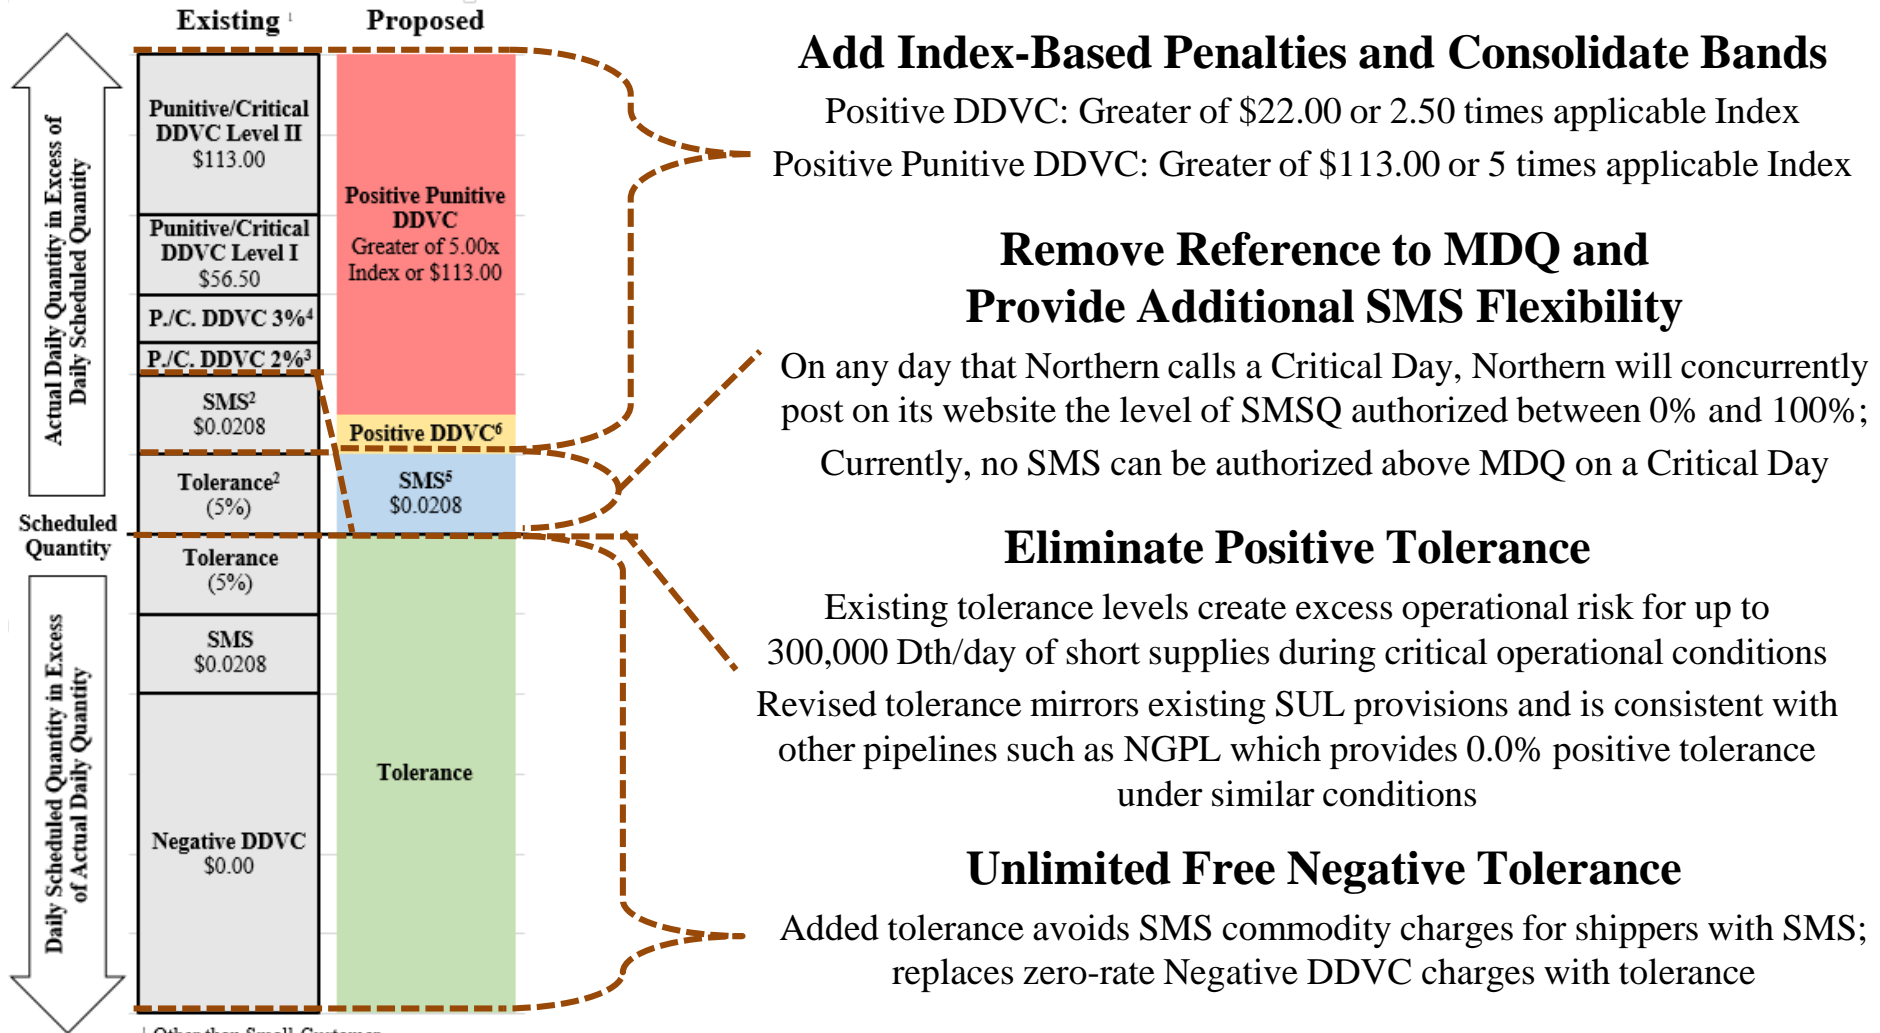 Existing 1
Proposed
Actual Daily Quantity in Excess of
Daily Scheduled Quantity
Scheduled
Quantity
Daily Scheduled Quantity in Excess
of Actual Daily Quantity
Punitive/Critical
DDVC Level II
$113.00
Punitive/Critical
DDVC Level I
$56.50
P./C. DDVC 3%4
P./C. DDVC 2%3
SMS2
$0.0208
Tolerance2
(5%)
Tolerance
(5%)
SMS
$0.0208
Negative DDVC
$0.00
Positive Punitive
DDVC
Greater of 5.00x
Index or $113.00
Positive DDVC6
SMS5
$0.0208
Tolerance
Add Index-Based Penalties and Consolidate Bands
Positive DDVC: Greater of $22.00 or 2.50 times applicable Index
Positive Punitive DDVC: Greater of $113.00 or 5 times applicable Index
Remove Reference to MDQ and
Provide Additional SMS Flexibility
On any day that Northern calls a Critical Day, Northern will concurrently
post on its website the level of SMSQ authorized between 0% and 100%;
Currently, no SMS can be authorized above MDQ on a Critical Day
Eliminate Positive Tolerance
Existing tolerance levels create excess operational risk for up to
300,000 Dth/day of short supplies during critical operational conditions
Revised tolerance mirrors existing SUL provisions and is consistent with
other pipelines such as NGPL which provides 0.0% positive tolerance
under similar conditions
Unlimited Free Negative Tolerance
Added tolerance avoids SMS commodity charges for shippers with SMS;
replaces zero-rate Negative DDVC charges with tolerance
1 Other than Small Customer